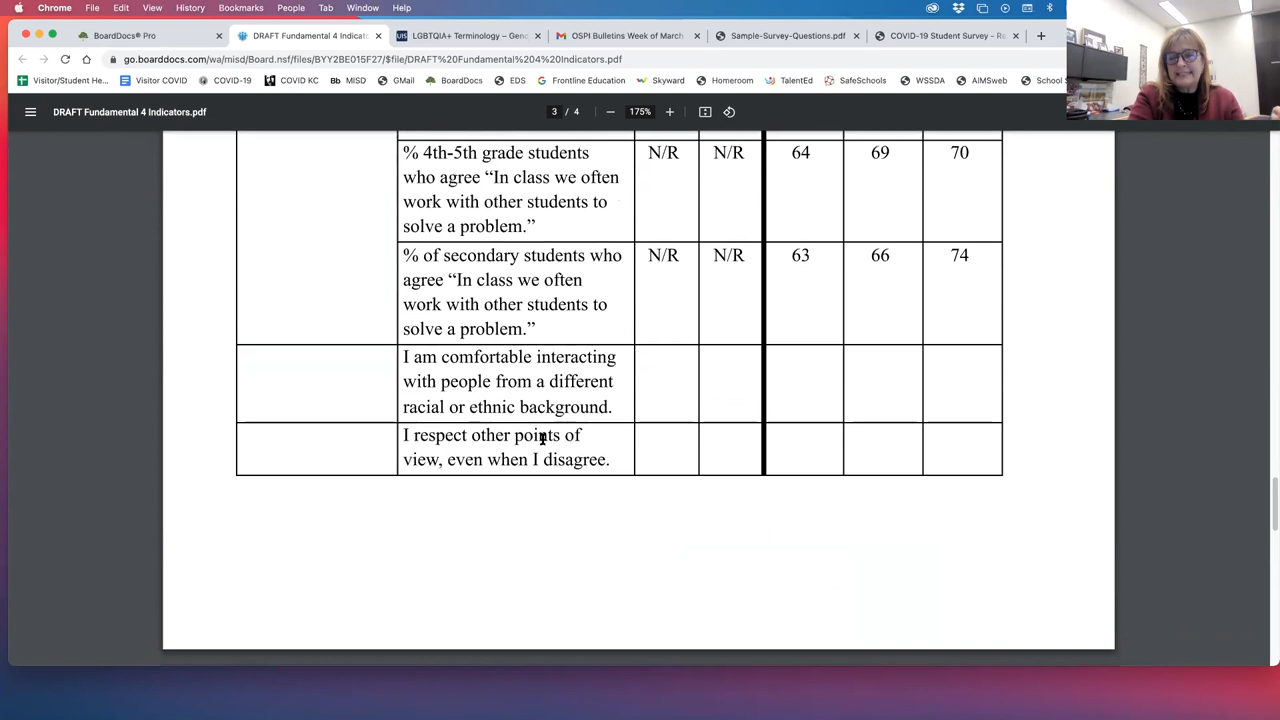 Chrome File Edit View History Bookmarks People Tab Window Help
BoardDocs® Pro × DRAFT Fundamental 4 Indicato × UIS LGBTQIA+ Terminology – Gend × OSPI Bulletins Week of March × Sample-Survey-Questions.pdf × COVID-19 Student Survey - Re × +
go.boarddocs.com/wa/misd/Board.nsf/files/BYY2BE015F27/$file/DRAFT%20Fundamental%204%20Indicators.pdf
Visitor/Student He... Visitor COVID COVID-19 COVID KC Bb MISD GMail BoardDocs EDS Frontline Education Skyward Homeroom TalentEd SafeSchools WSSDA AIMSweb School
DRAFT Fundamental 4 Indicators.pdf 3 / 4 175%
% 4th-5th grade students N/R N/R 64 69 70
who agree “In class we often
work with other students to
solve a problem.”
% of secondary students who N/R N/R 63 66 74
agree “In class we often
work with other students to
solve a problem.”
I am comfortable interacting
with people from a different
racial or ethnic background.
I respect other points of
view, even when I disagree.